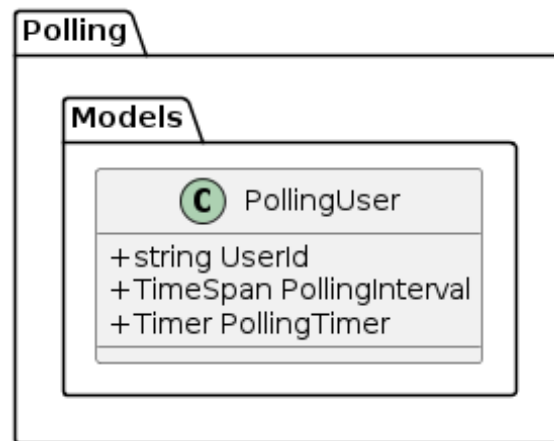 Polling
Models
C PollingUser
+string UserId
+TimeSpan PollingInterval
+Timer PollingTimer